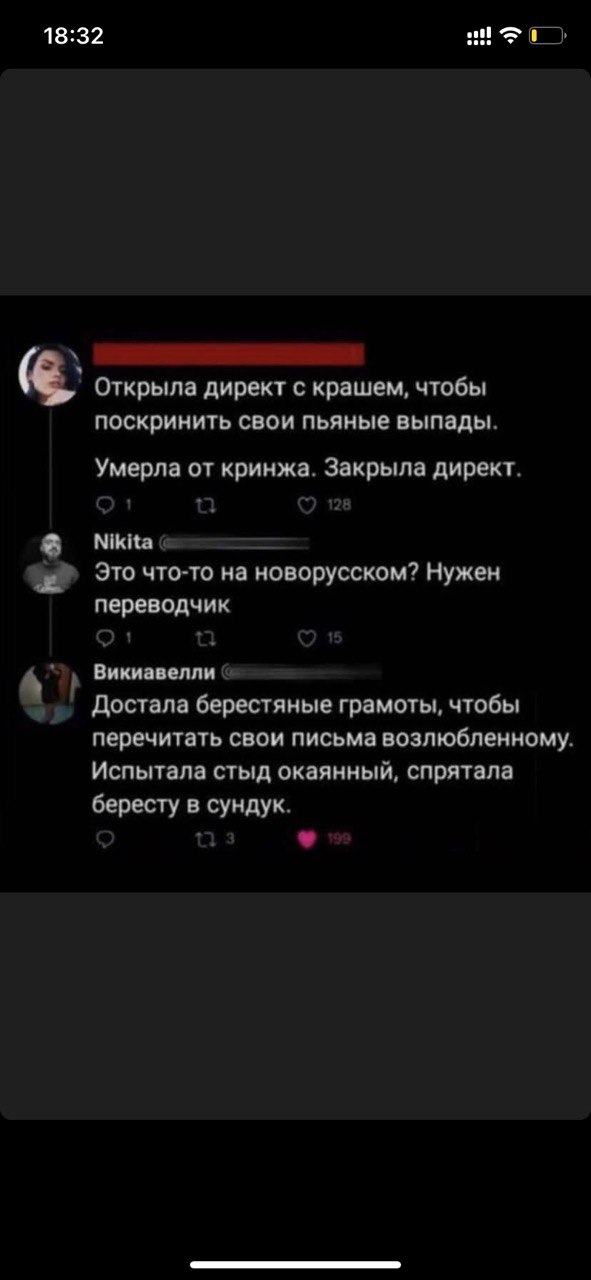 18:32
Открыла директ с крашем, чтобы
поскринить свои пьяные выпады.
Умерла от кринжа. Закрыла директ.
1 128
Nikita
Это что-то на новорусском? Нужен
переводчик
1 15
Викиавелли
Достала берестяные грамоты, чтобы
перечитать свои письма возлюбленному.
Испытала стыд окаянный, спрятала
бересту в сундук.
3 199